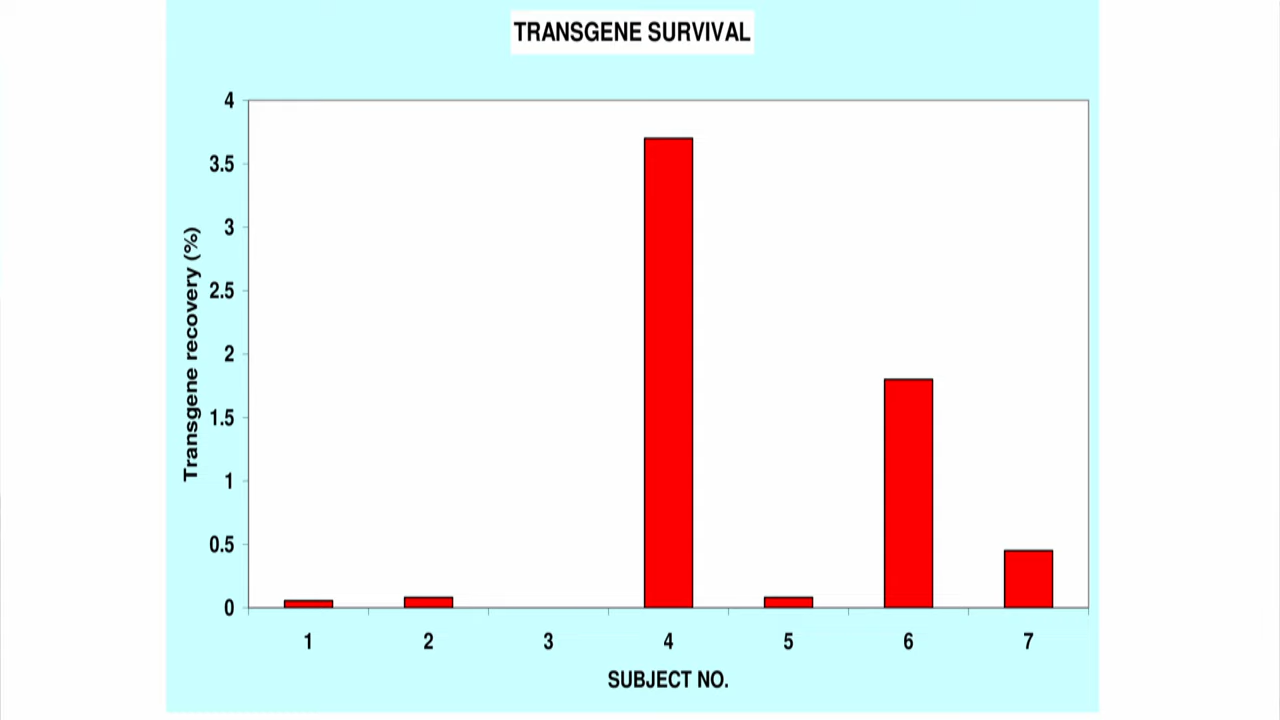 TRANSGENE SURVIVAL
Transgene recovery (%)
4
3.5
3
2.5
2
1.5
1
0.5
0
1 2 3 4 5 6 7
SUBJECT NO.